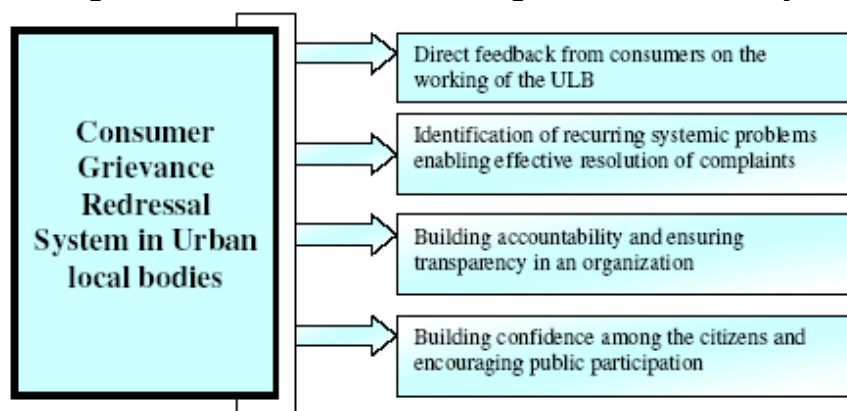 Consumer
Grievance
Redressal
System in Urban
local bodies
Direct feedback from consumers on the
working of the ULB
Identification of recurring systemic problems
enabling effective resolution of complaints
Building accountability and ensuring
transparency in an organization
Building confidence among the citizens and
encouraging public participation